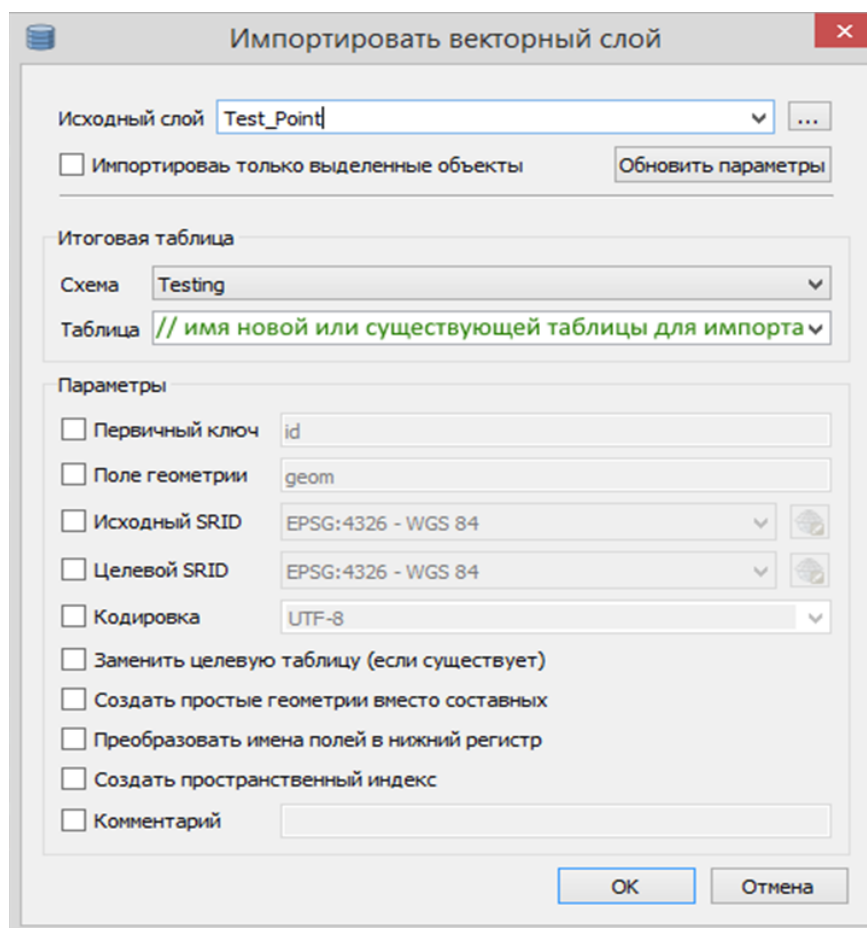 Импортировать векторный слой
Исходный слой Test_Point ...
Импортироваь только выделенные объекты Обновить параметры
Итоговая таблица
Схема Testing
Таблица // имя новой или существующей таблицы для импорта
Параметры
Первичный ключ id
Поле геометрии geom
Исходный SRID EPSG:4326 - WGS 84
Целевой SRID EPSG:4326 - WGS 84
Кодировка UTF-8
Заменить целевую таблицу (если существует)
Создать простые геометрии вместо составных
Преобразовать имена полей в нижний регистр
Создать пространственный индекс
Комментарий
OK Отмена